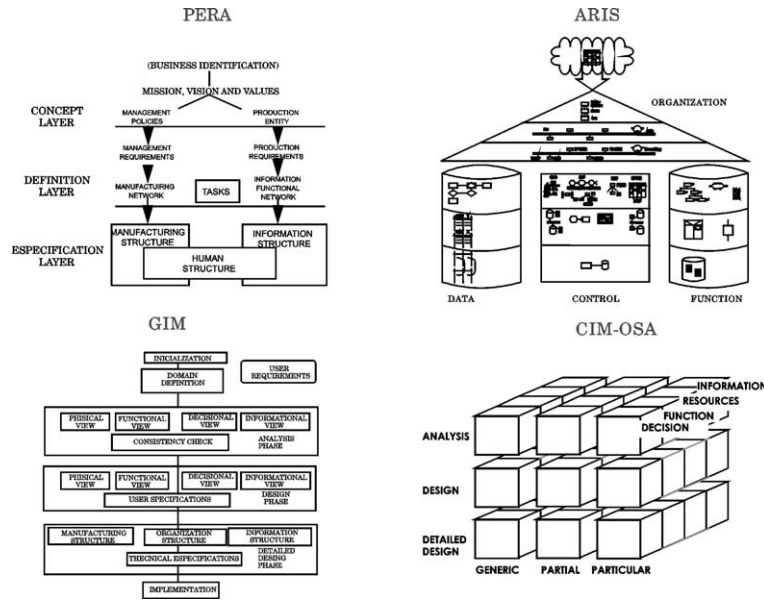 PERA
(BUSINESS IDENTIFICATION)
MISSION, VISION AND VALUES
CONCEPT
LAYER
MANAGEMENT
POLICIES
PRODUCTION
ENTITY
MANAGEMENT
REQUIREMENTS
PRODUCTION
REQUIREMENTS
DEFINITION
LAYER
MANUFACTUIRNG
NETWORK
TASKS
INFORMATION
FUNCTIONAL
NETWORK
ESPECIFICATION
LAYER
MANUFACTURING
STRUCTURE
INFORMATION
STRUCTURE
HUMAN
STRUCTURE
ARIS
ORGANIZATION
DATA
CONTROL
FUNCTION
GIM
INICIALIZATION
DOMAIN
DEFINITION
USER
REQUIREMENTS
PHISICAL
VIEW
FUNCTIONAL
VIEW
DECISIONAL
VIEW
INFORMATIONAL
VIEW
CONSISTENCY CHECK
ANALYSIS
PHASE
PHISICAL
VIEW
FUNCTIONAL
VIEW
DECISIONAL
VIEW
INFORMATIONAL
VIEW
USER SPECIFICATIONS
DESIGN
PHASE
MANUFACTURING
STRUCTURE
ORGANIZATION
STRUCTURE
INFORMATION
STRUCTURE
THECNICAL ESPECIFICATIONS
DETAILED
DESING
PHASE
IMPLEMENTATION
CIM-OSA
INFORMATION
RESOURCES
FUNCTION
DECISION
ANALYSIS
DESIGN
DETAILED
DESIGN
GENERIC
PARTIAL
PARTICULAR